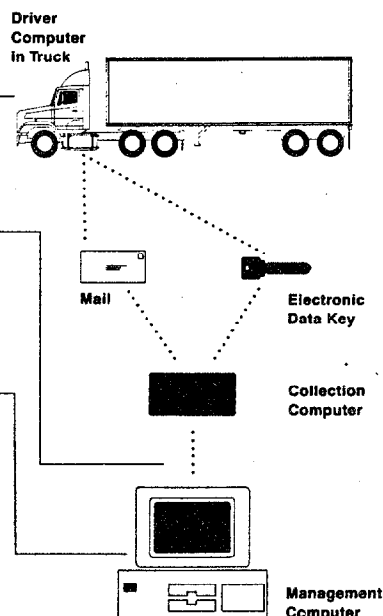 Driver
Computer
in Truck
Mail
Electronic
Data Key
Collection
Computer
Management
Computer